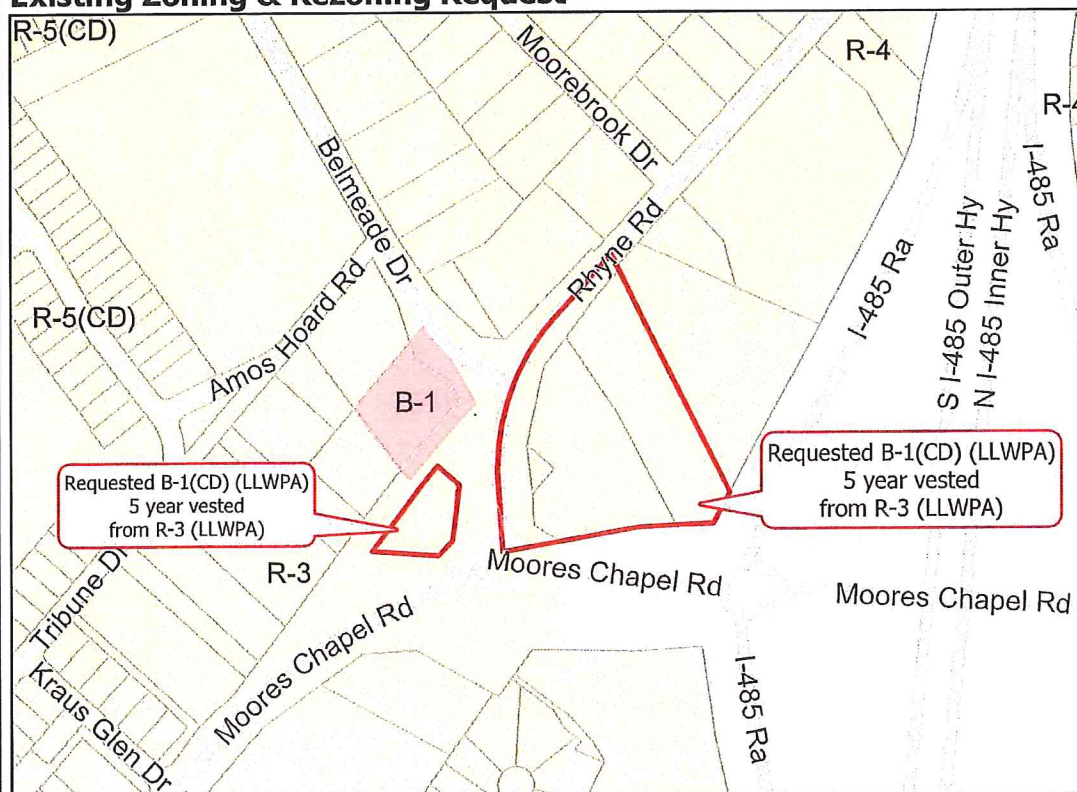 Existing Zoning & Rezoning Request
R-5(CD)
Moorebrook Dr
R-4
R-4
Belmeade Dr
I-485 Ra
Rhyne Rd
S I-485 Outer Hy
N I-485 Inner Hy
I-485 Ra
R-5(CD)
Amos Hoard Rd
B-1
Requested B-1(CD) (LLWPA)
5 year vested
from R-3 (LLWPA)
Requested B-1(CD) (LLWPA)
5 year vested
from R-3 (LLWPA)
R-3
Moores Chapel Rd
Moores Chapel Rd
Tribune Dr
Moores Chapel Rd
Kraus Glen Dr
I-485 Ra